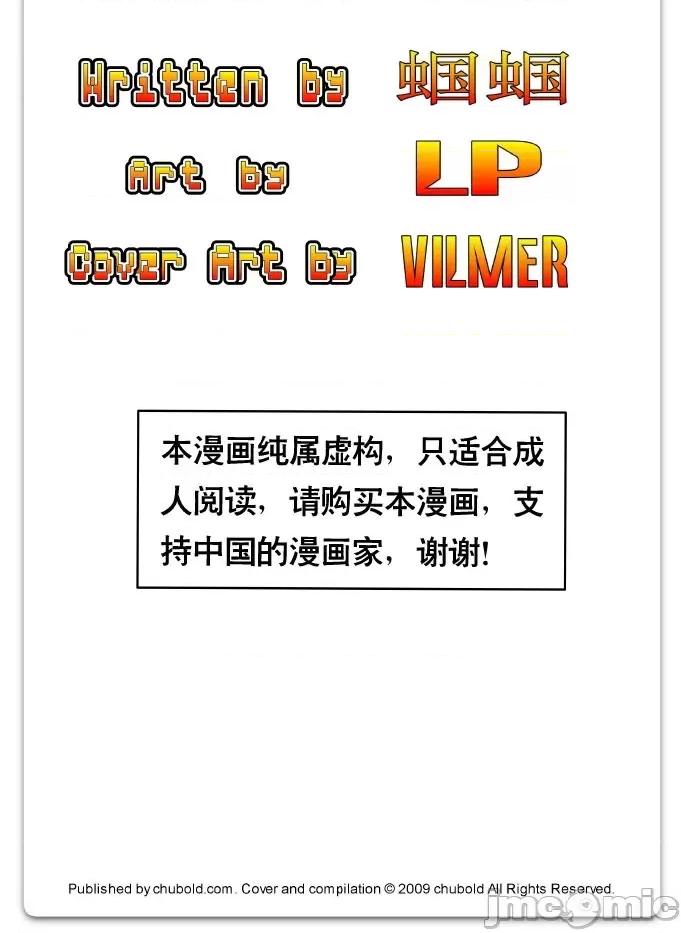 Written by 蝈蝈
Art by LP
Cover Art by VILMER
本漫画纯属虚构，只适合成
人阅读，请购买本漫画，支
持中国的漫画家，谢谢!
Published by chubold.com. Cover and compilation © 2009 chubold All Rights Reserved.
jmcomic